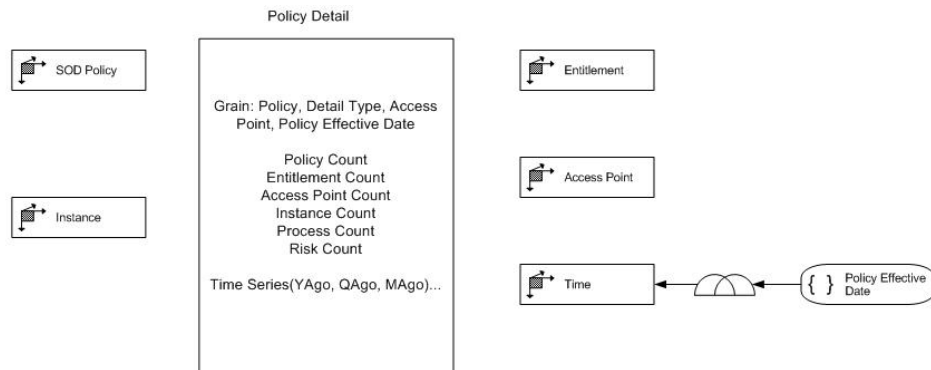 Policy Detail
SOD Policy
Instance
Grain: Policy, Detail Type, Access
Point, Policy Effective Date
Policy Count
Entitlement Count
Access Point Count
Instance Count
Process Count
Risk Count
Time Series(YAgo, QAgo, MAgo)...
Entitlement
Access Point
Time
{ } Policy Effective
Date